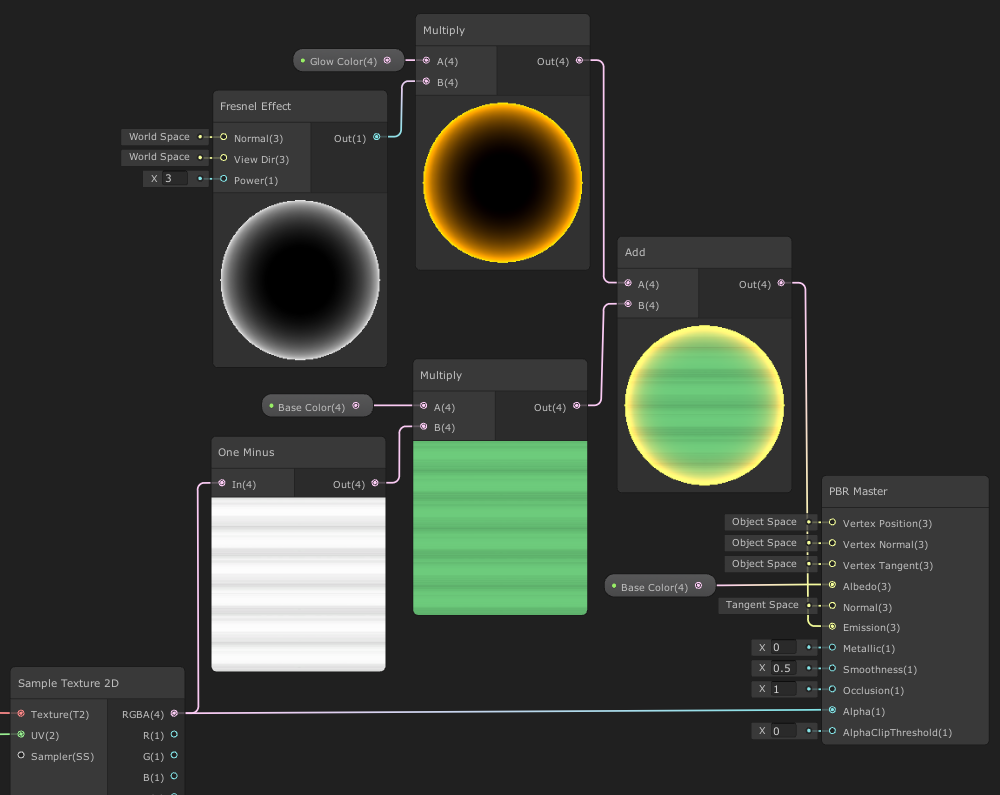 Multiply
Glow Color(4)
A(4)
Out(4)
B(4)
Fresnel Effect
World Space
Normal(3)
Out(1)
World Space
View Dir(3)
X 3
Power(1)
Add
A(4)
Out(4)
B(4)
Multiply
Base Color(4)
A(4)
Out(4)
B(4)
One Minus
In(4)
Out(4)
PBR Master
Object Space
Vertex Position(3)
Object Space
Vertex Normal(3)
Object Space
Vertex Tangent(3)
Base Color(4)
Albedo(3)
Tangent Space
Normal(3)
Emission(3)
X 0
Metallic(1)
X 0.5
Smoothness(1)
X 1
Occlusion(1)
Alpha(1)
X 0
AlphaClipThreshold(1)
Sample Texture 2D
Texture(T2)
RGBA(4)
UV(2)
R(1)
Sampler(SS)
G(1)
B(1)